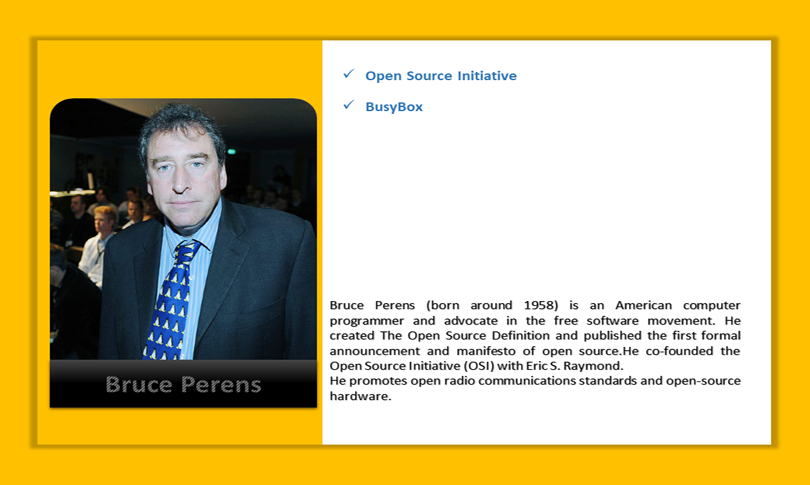 Open Source Initiative
BusyBox
Bruce Perens (born around 1958) is an American computer
programmer and advocate in the free software movement. He
created The Open Source Definition and published the first formal
announcement and manifesto of open source.He co-founded the
Open Source Initiative (OSI) with Eric S. Raymond.
He promotes open radio communications standards and open-source
hardware.
Bruce Perens